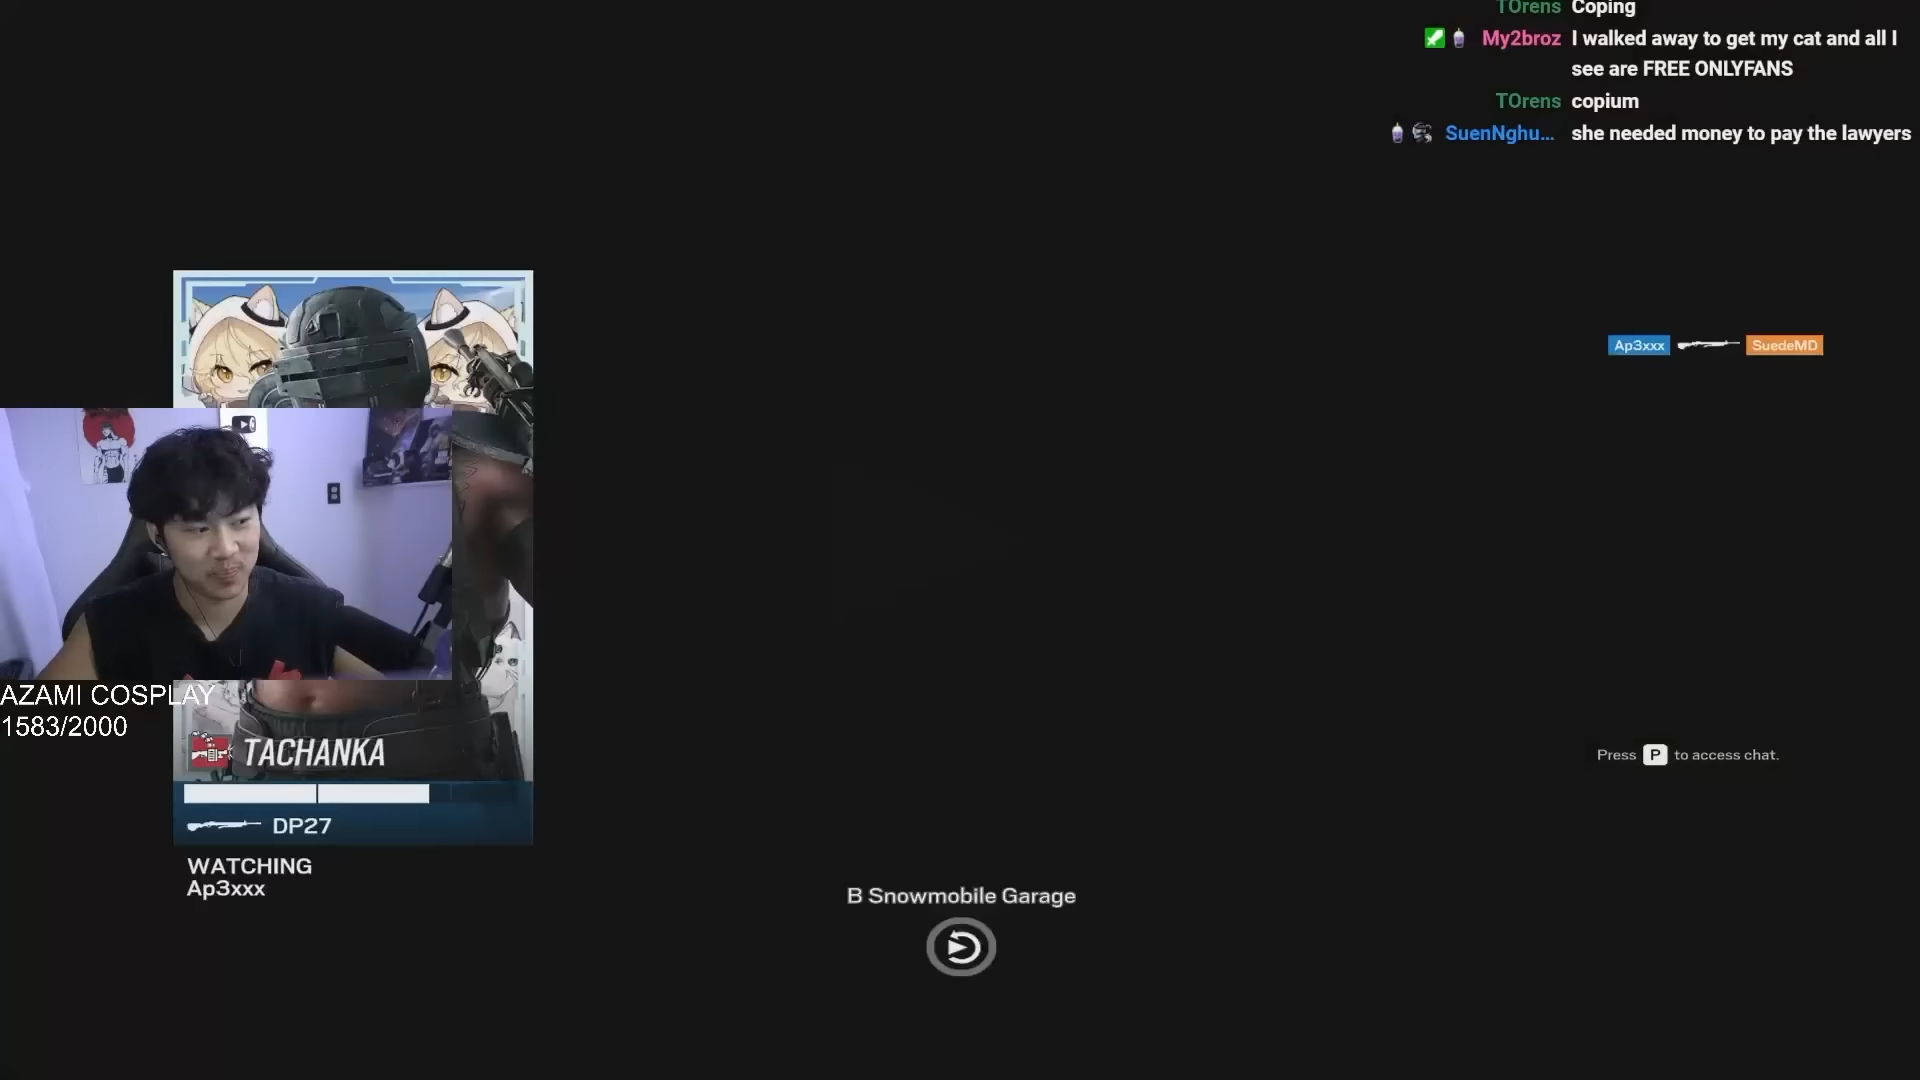 TOrens Coping
My2broz I walked away to get my cat and all I
see are FREE ONLYFANS
TOrens copium
SuenNghu... she needed money to pay the lawyers
Ap3xxx SuedeMD
AZAMI COSPLAY
1583/2000
TACHANKA
Press P to access chat.
DP27
WATCHING
Ap3xxx
B Snowmobile Garage